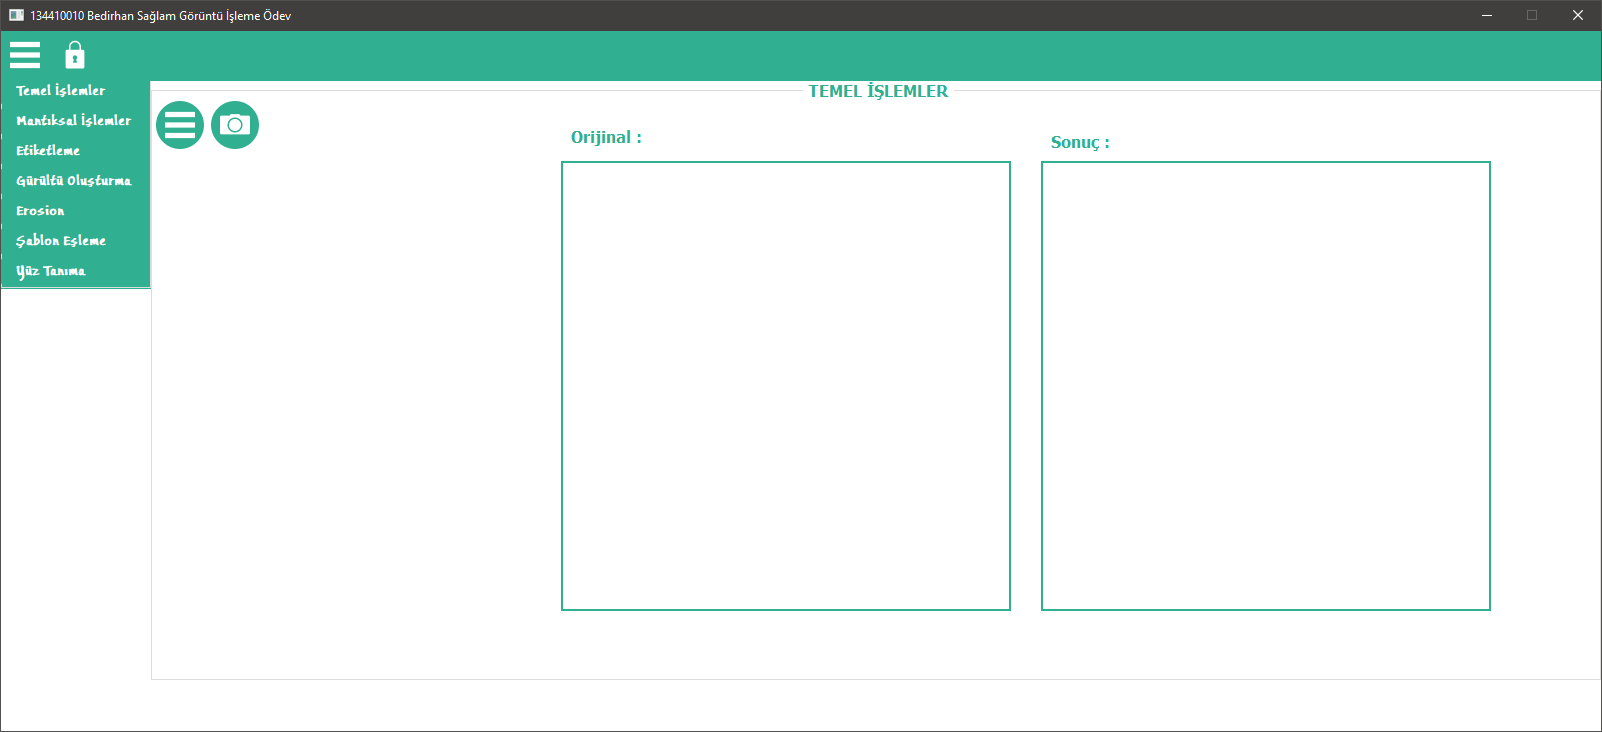 134410010 Bedirhan Sağlam Görüntü İşleme Ödev
Temel İşlemler
Mantıksal İşlemler
Etiketleme
Gürültü Oluşturma
Erosion
Şablon Eşleme
Yüz Tanıma
TEMEL İŞLEMLER
Orijinal :
Sonuç :